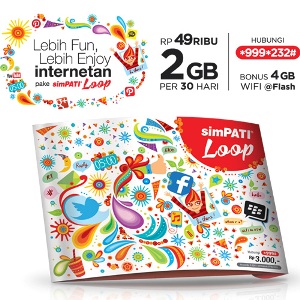 Lebih Fun,
Lebih Enjoy
internetan
pake simPATI Loop
RP 49RIBU
2GB
PER 30 HARI
HUBUNGI
*999*232#
BONUS 4GB
WIFI @Flash
simPATI
Loop
Rp 3.000,-